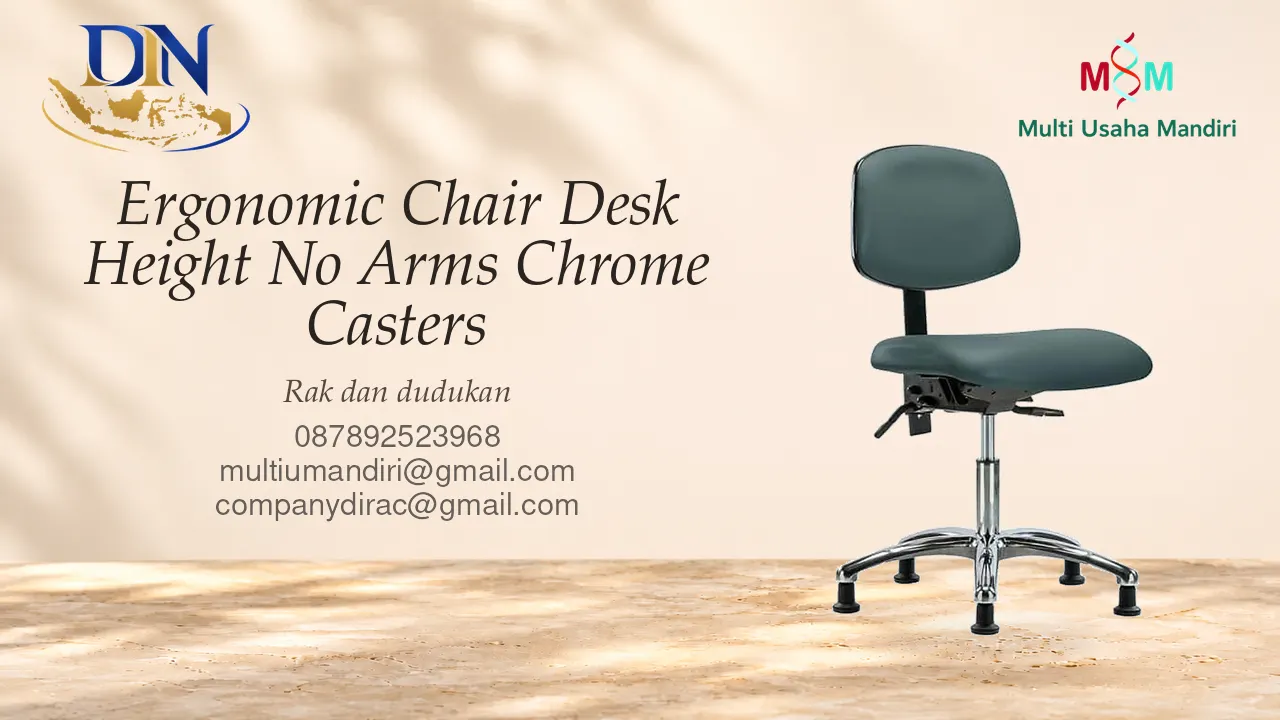 DIN
M M
Multi Usaha Mandiri
Ergonomic Chair Desk
Height No Arms Chrome
Casters
Rak dan dudukan
087892523968
multiumandiri@gmail.com
companydirac@gmail.com